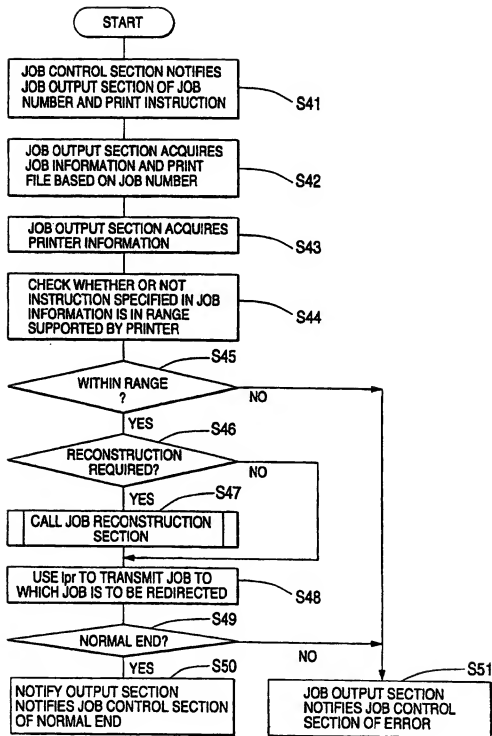 START
JOB CONTROL SECTION NOTIFIES
JOB OUTPUT SECTION OF JOB
NUMBER AND PRINT INSTRUCTION
S41
JOB OUTPUT SECTION ACQUIRES
JOB INFORMATION AND PRINT
FILE BASED ON JOB NUMBER
S42
JOB OUTPUT SECTION ACQUIRES
PRINTER INFORMATION
S43
CHECK WHETHER OR NOT
INSTRUCTION SPECIFIED IN JOB
INFORMATION IS IN RANGE
SUPPORTED BY PRINTER
S44
S45
WITHIN RANGE
?
NO
YES
S46
RECONSTRUCTION
REQUIRED?
NO
YES
S47
CALL JOB RECONSTRUCTION
SECTION
USE lpr TO TRANSMIT JOB TO
WHICH JOB IS TO BE REDIRECTED
S48
S49
NORMAL END?
NO
YES
S50
NOTIFY OUTPUT SECTION
NOTIFIES JOB CONTROL SECTION
OF NORMAL END
S51
JOB OUTPUT SECTION
NOTIFIES JOB CONTROL
SECTION OF ERROR